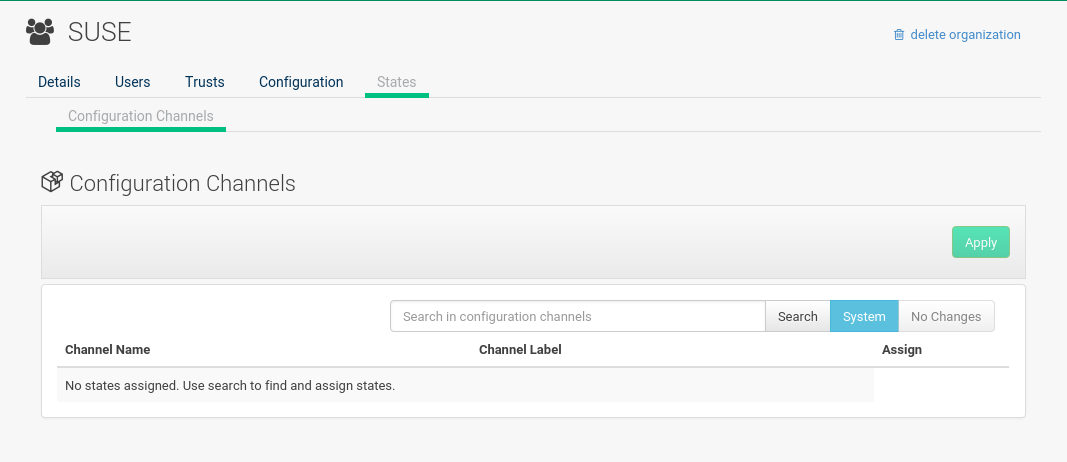 SUSE
delete organization
Details Users Trusts Configuration States
Configuration Channels
Configuration Channels
Apply
Search in configuration channels Search System No Changes
Channel Name Channel Label Assign
No states assigned. Use search to find and assign states.